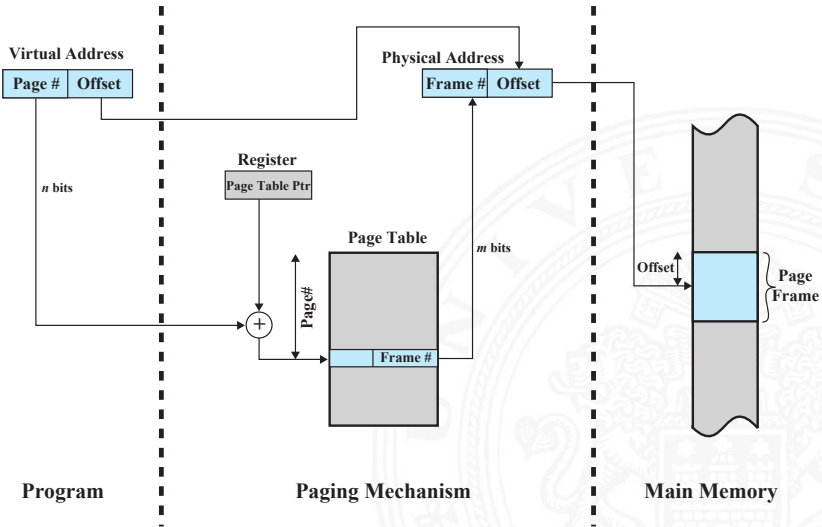 Virtual Address
Page # Offset
n bits
Physical Address
Frame # Offset
Register
Page Table Ptr
Page Table
Page#
+
Frame #
m bits
Offset
Page
Frame
Program
Paging Mechanism
Main Memory